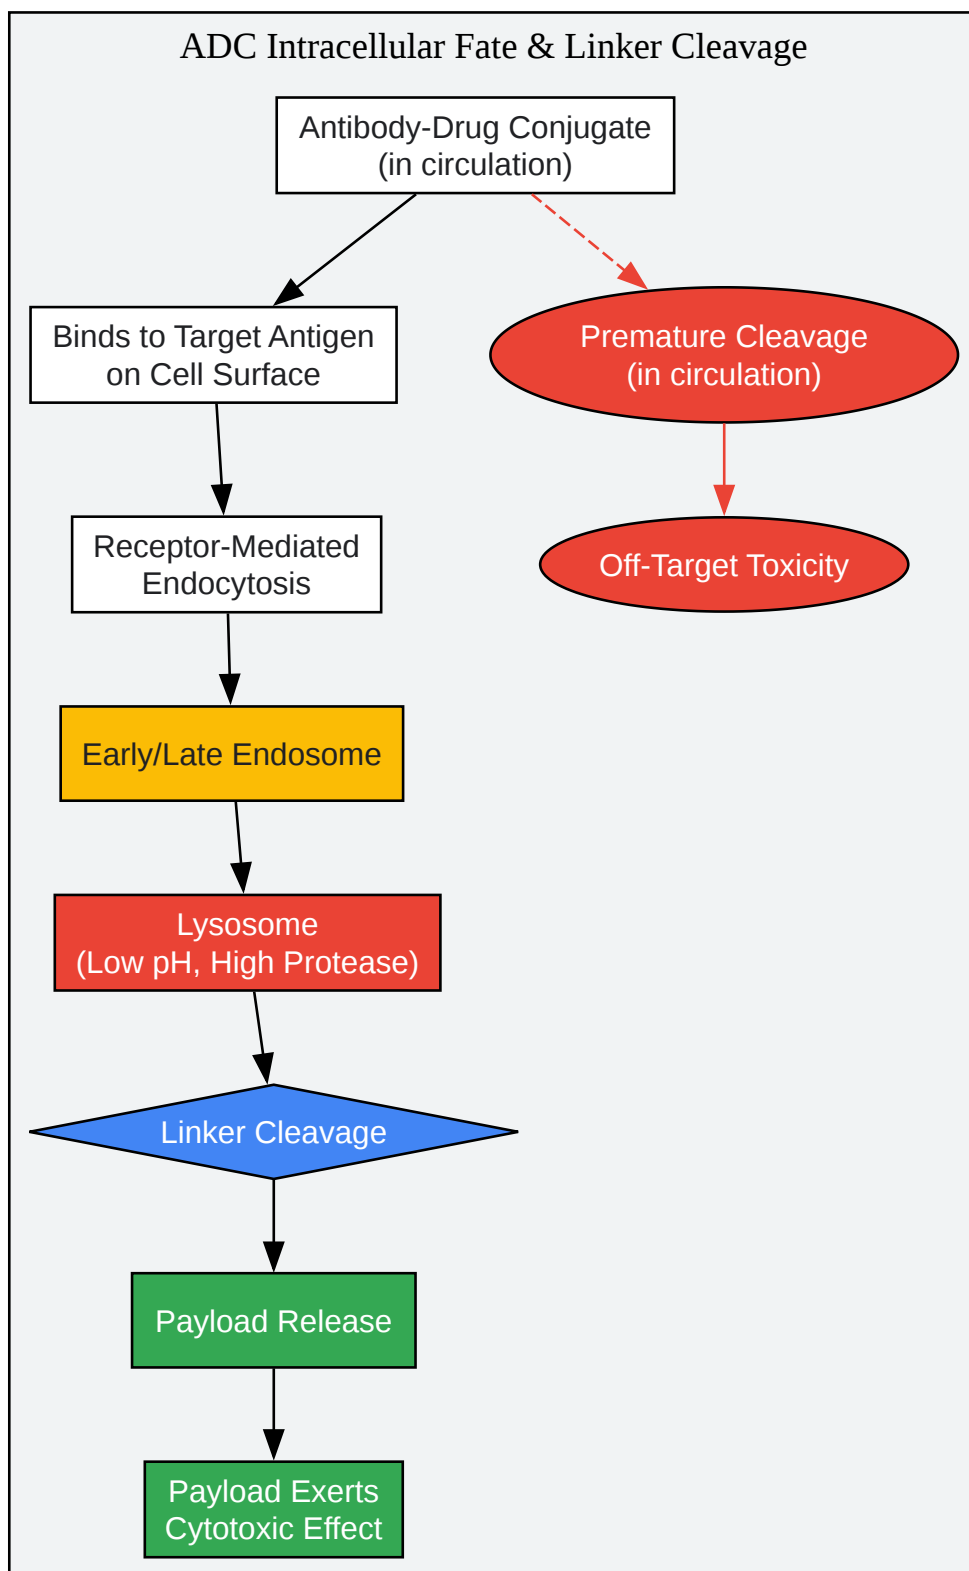 ADC Intracellular Fate & Linker Cleavage
Antibody-Drug Conjugate
(in circulation)
Binds to Target Antigen
on Cell Surface
Premature Cleavage
(in circulation)
Receptor-Mediated
Endocytosis
Off-Target Toxicity
Early/Late Endosome
Lysosome
(Low pH, High Protease)
Linker Cleavage
Payload Release
Payload Exerts
Cytotoxic Effect